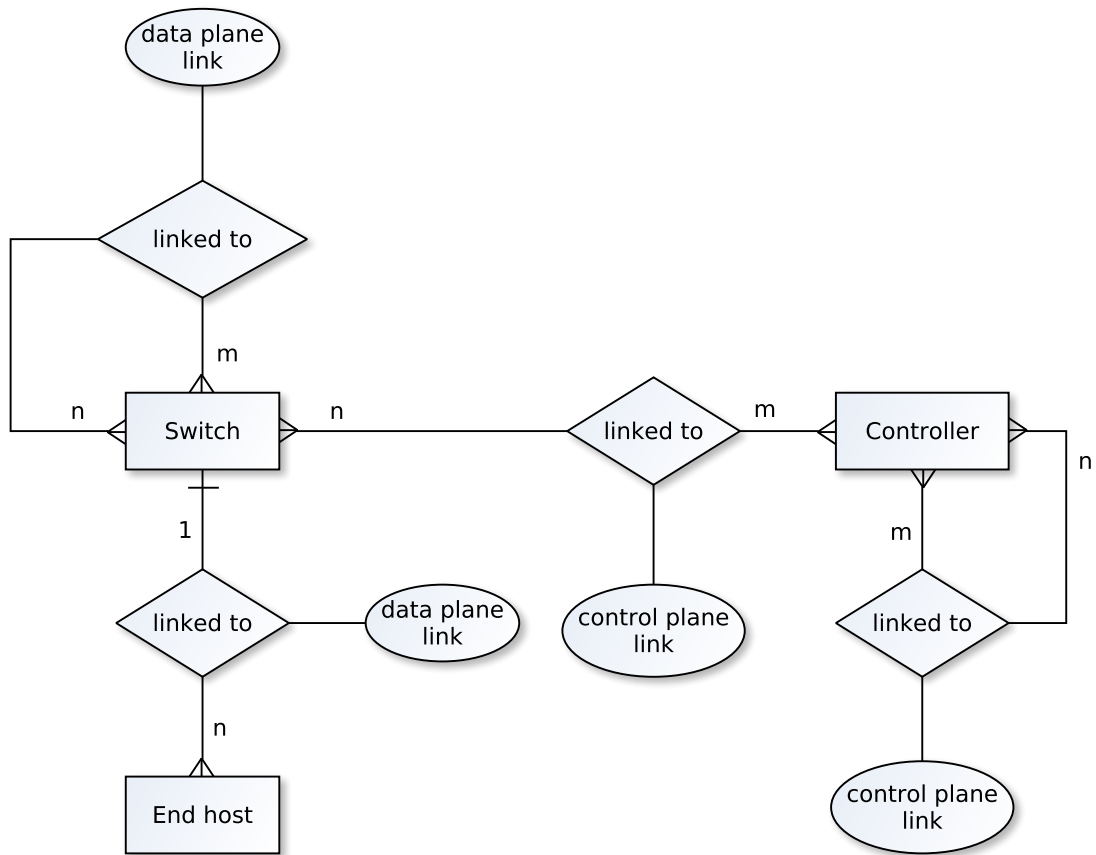 data plane
link
linked to
m
n
Switch
n
linked to
m
Controller
n
1
m
linked to
data plane
link
control plane
link
linked to
n
End host
control plane
link